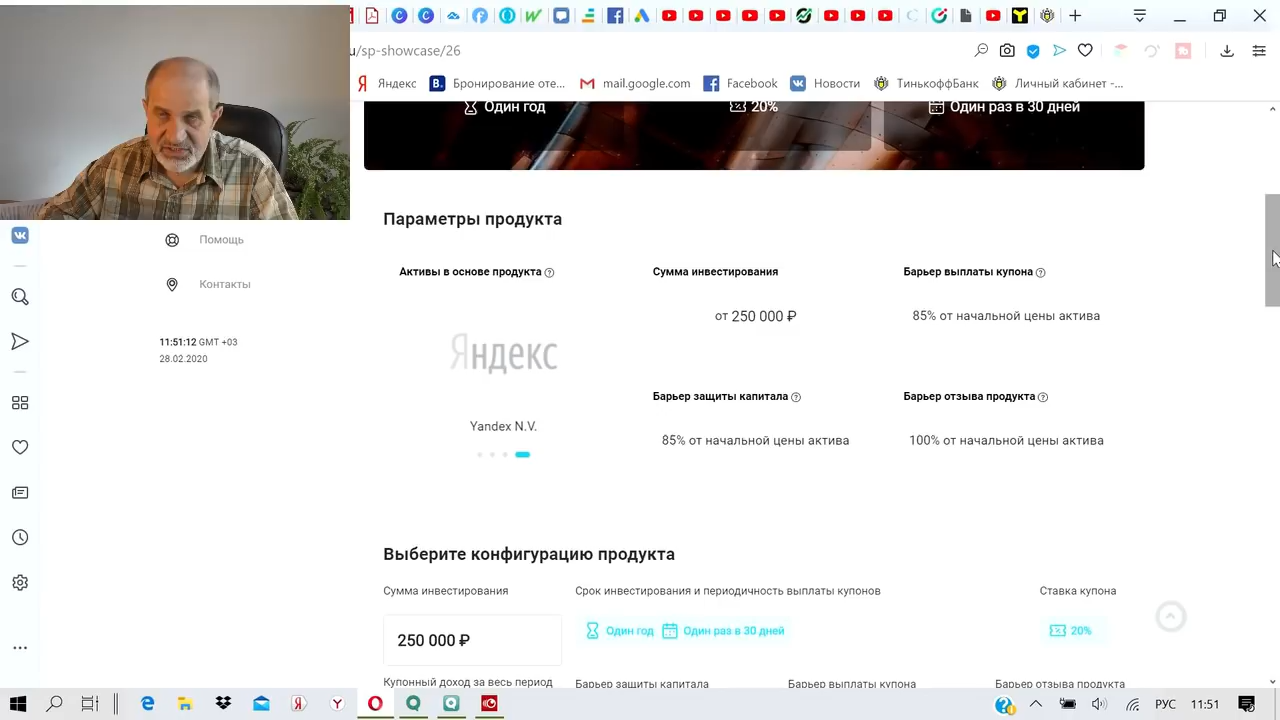 u/sp-showcase/26
Яндекс
B. Бронирование оте...
mail.google.com
Facebook
Новости
ТинькоффБанк
Личный кабинет -...
Один год
20%
Один раз в 30 дней
Помощь
Контакты
11:51:12 GMT +03
28.02.2020
Параметры продукта
Активы в основе продукта ?
Сумма инвестирования
Барьер выплаты купона ?
от 250 000 ₽
85% от начальной цены актива
Яндекс
Барьер защиты капитала ?
Барьер отзыва продукта ?
Yandex N.V.
85% от начальной цены актива
100% от начальной цены актива
Выберите конфигурацию продукта
Сумма инвестирования
Срок инвестирования и периодичность выплаты купонов
Ставка купона
250 000 ₽
Один год
Один раз в 30 дней
20%
Купонный доход за весь период
Барьер защиты капитала
Барьер выплаты купона
Барьер отзыва продукта
РУС
11:51